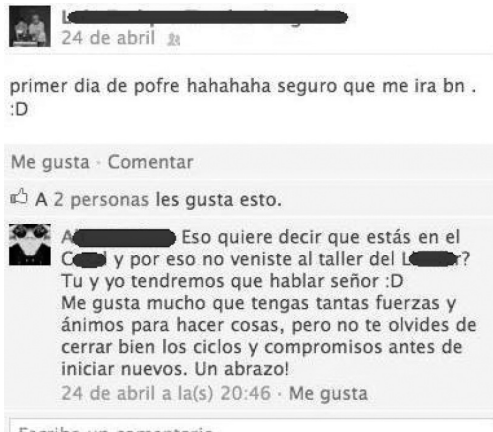 24 de abril
primer dia de pofre hahahaha seguro que me ira bn .
:D
Me gusta · Comentar
A 2 personas les gusta esto.
A Eso quiere decir que estás en el
C y por eso no veniste al taller del L r?
Tu y yo tendremos que hablar señor :D
Me gusta mucho que tengas tantas fuerzas y
ánimos para hacer cosas, pero no te olvides de
cerrar bien los ciclos y compromisos antes de
iniciar nuevos. Un abrazo!
24 de abril a la(s) 20:46 · Me gusta